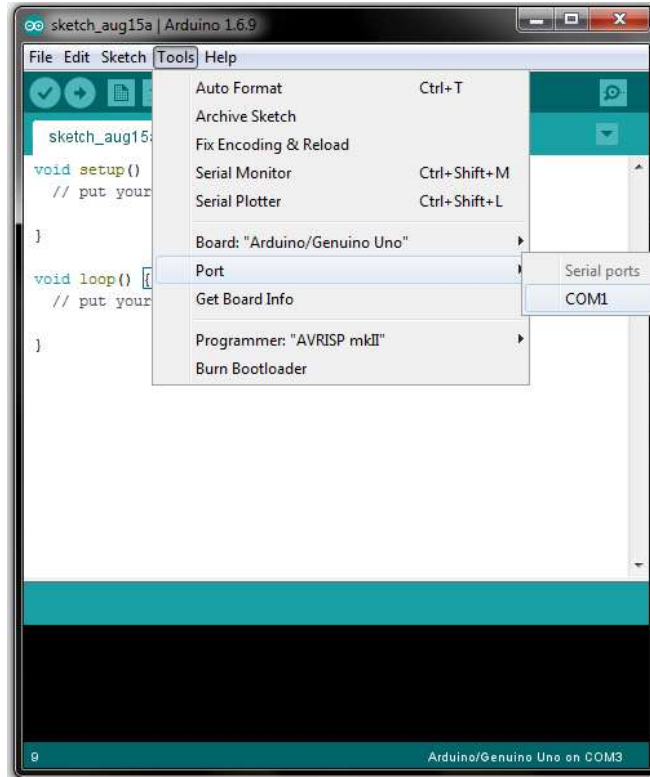 sketch_aug15a | Arduino 1.6.9
File Edit Sketch Tools Help
Auto Format Ctrl+T
Archive Sketch
sketch_aug15a
Fix Encoding & Reload
void setup()
Serial Monitor Ctrl+Shift+M
// put your
Serial Plotter Ctrl+Shift+L
}
Board: "Arduino/Genuino Uno"
Port
Serial ports
void loop() {
Get Board Info
COM1
// put your
Programmer: "AVRISP mkII"
}
Burn Bootloader
9 Arduino/Genuino Uno on COM3